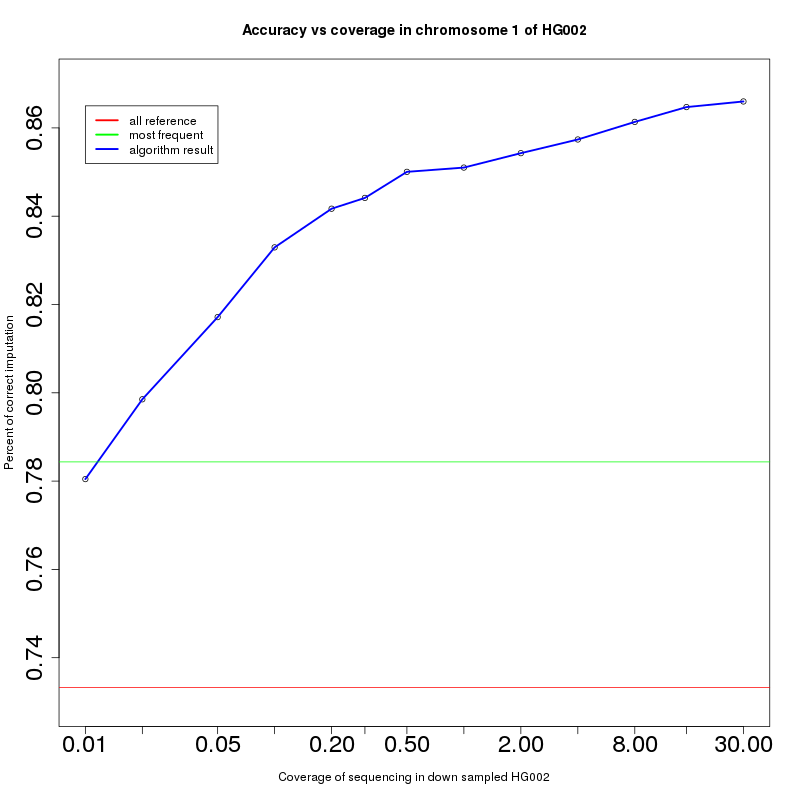 Accuracy vs coverage in chromosome 1 of HG002
all reference
most frequent
algorithm result
Percent of correct imputation
0.86
0.84
0.82
0.80
0.78
0.76
0.74
0.01 0.05 0.20 0.50 2.00 8.00 30.00
Coverage of sequencing in down sampled HG002